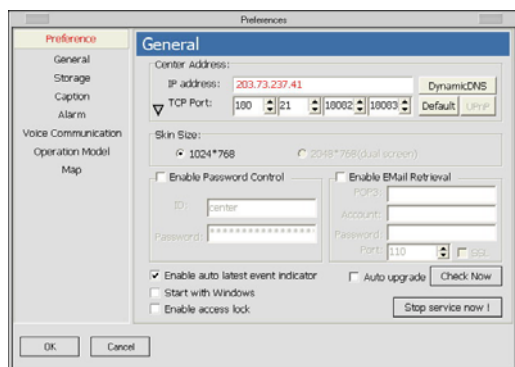 Preferences
Preference
General
Storage
Caption
Alarm
Voice Communication
Operation Model
Map
General
Center Address:
IP address: 203.73.237.41 DynamicDNS
TCP Port: 180 21 18082 18083 Default UPnP
Skin Size:
1024*768 2048*768(dual screen)
Enable Password Control
ID: center
Password: ******************
Enable EMail Retrieval
POP3:
Account:
Password:
Port: 110 SSL
Enable auto latest event indicator
Start with Windows
Enable access lock
Auto upgrade Check Now
Stop service now !
OK Cancel